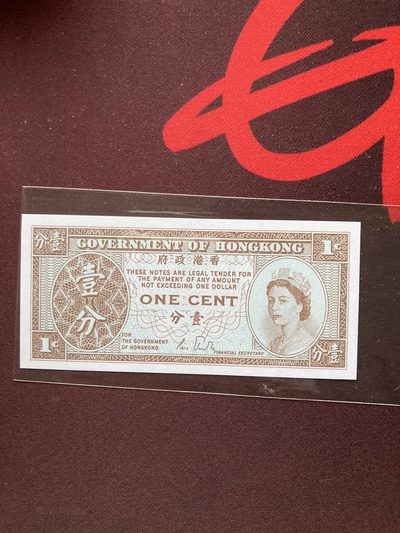 分壹 GOVERNMENT OF HONGKONG 1¢
府政港香
THESE NOTES ARE LEGAL TENDER FOR
THE PAYMENT OF ANY AMOUNT
NOT EXCEEDING ONE DOLLAR
壹分
ONE CENT
分壹
1¢
FOR
THE GOVERNMENT
OF HONGKONG
FINANCIAL SECRETARY
分壹